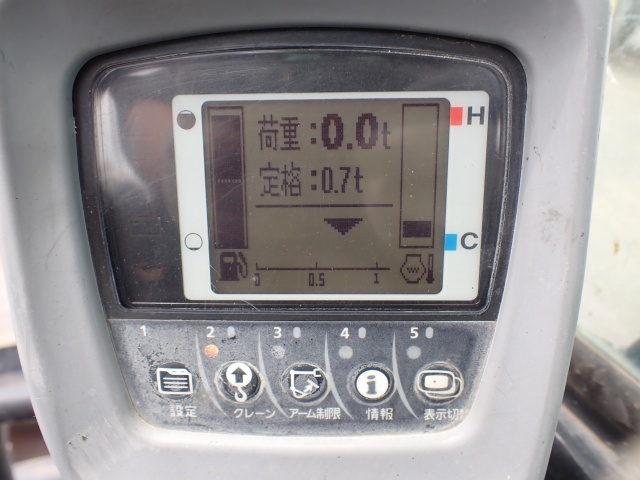 荷重:0.0t
H
定格:0.7t
C
0 0.5 1
1 2 3 4 5
設定 クレーン アーム制限 情報 表示切